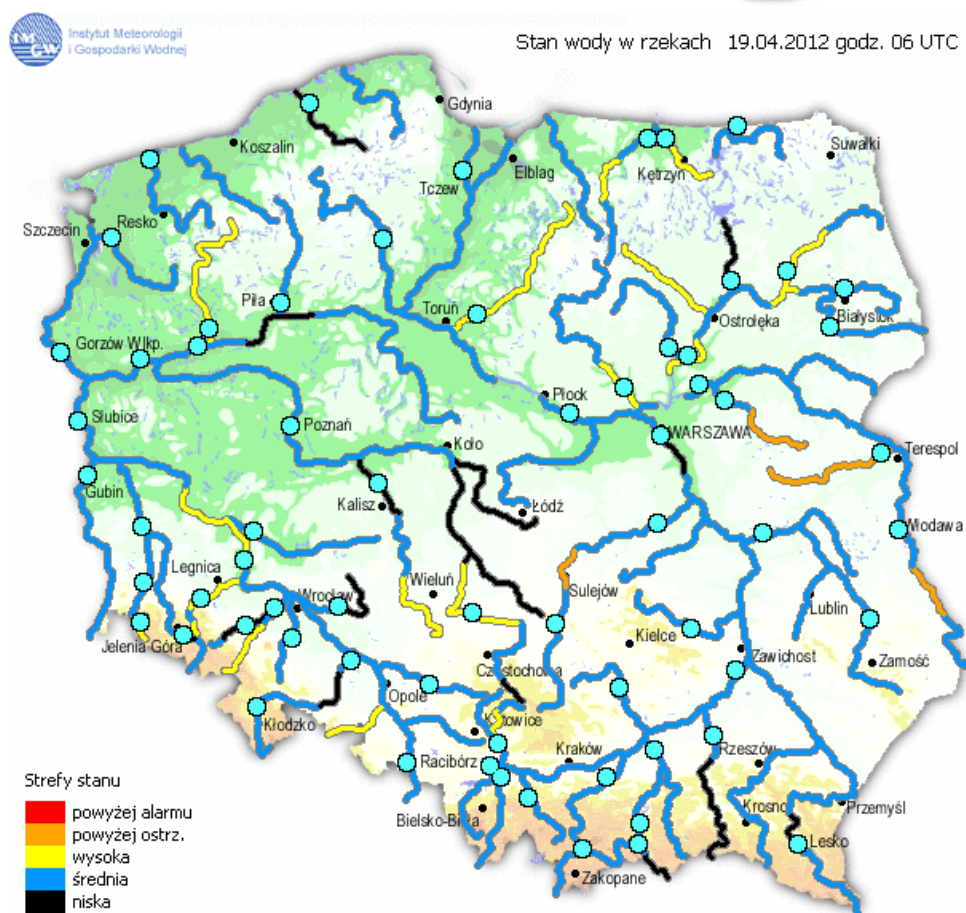 Instytut Meteorologii
i Gospodarki Wodnej
Stan wody w rzekach 19.04.2012 godz. 06 UTC
Gdynia
Koszalin
Suwałki
Elbląg
Kętrzyn
Tczew
Resko
Szczecin
Piła
Toruń
Białystok
Ostrołęka
Gorzów Wlkp.
Płock
Słubice
Poznań
WARSZAWA
Koło
Terespol
Gubin
Kalisz
Łódź
Włodawa
Legnica
Wieluń
Sulejów
Wrocław
Lublin
Kielce
Jelenia Góra
Zawichost
Zamość
Częstochowa
Opole
Kłodzko
Katowice
Kraków
Rzeszów
Racibórz
Strefy stanu
Przemyśl
Krosno
Bielsko-Biała
Lesko
Zakopane
powyżej alarmu
powyżej ostrz.
wysoka
średnia
niska